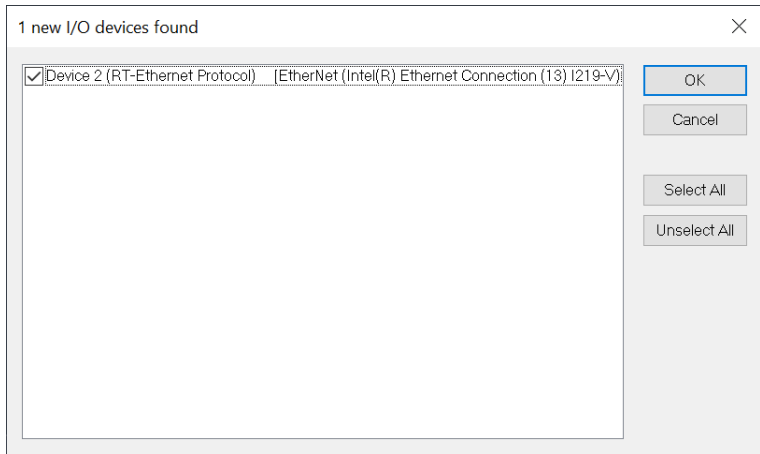 1 new I/O devices found
Device 2 (RT-Ethernet Protocol) [EtherNet (Intel(R) Ethernet Connection (13) I219-V)
OK
Cancel
Select All
Unselect All